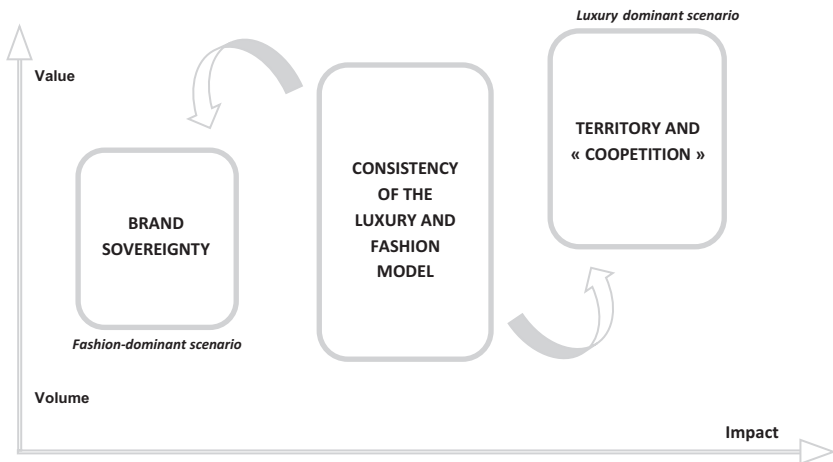 Luxury dominant scenario
Value
TERRITORY AND
« COOPETITION »
CONSISTENCY
OF THE
LUXURY AND
FASHION
MODEL
BRAND
SOVEREIGNTY
Fashion-dominant scenario
Volume
Impact